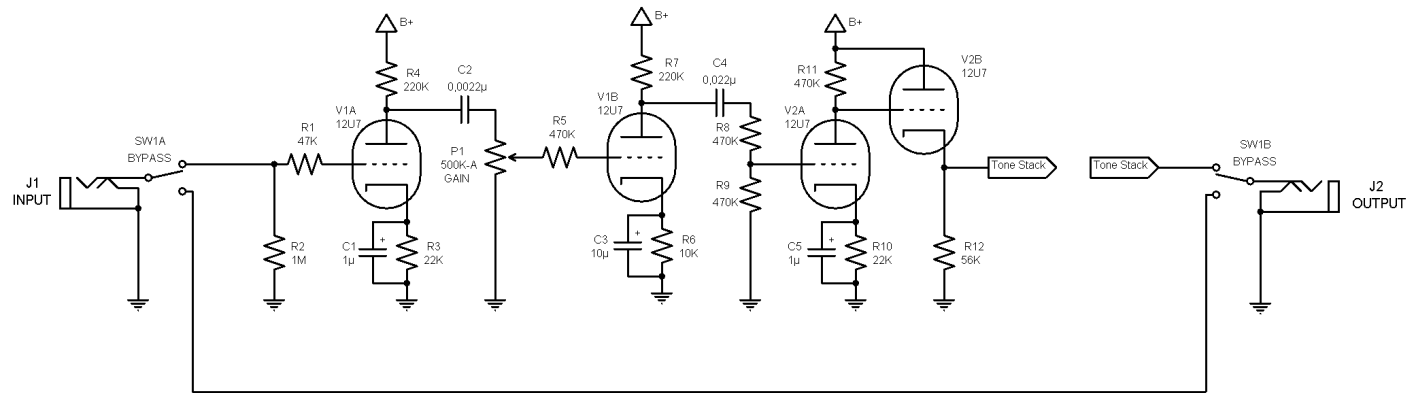 B+
B+
B+
R4
220K
C2
0,0022µ
R7
220K
C4
0,022µ
R11
470K
V2B
12U7
V1A
12U7
V1B
12U7
V2A
12U7
SW1A
BYPASS
R1
47K
P1
500K-A
GAIN
R5
470K
R8
470K
SW1B
BYPASS
Tone Stack
Tone Stack
J1
INPUT
J2
OUTPUT
R9
470K
R2
1M
C1
1µ
+
R3
22K
C3
10µ
+
R6
10K
C5
1µ
+
R10
22K
R12
56K